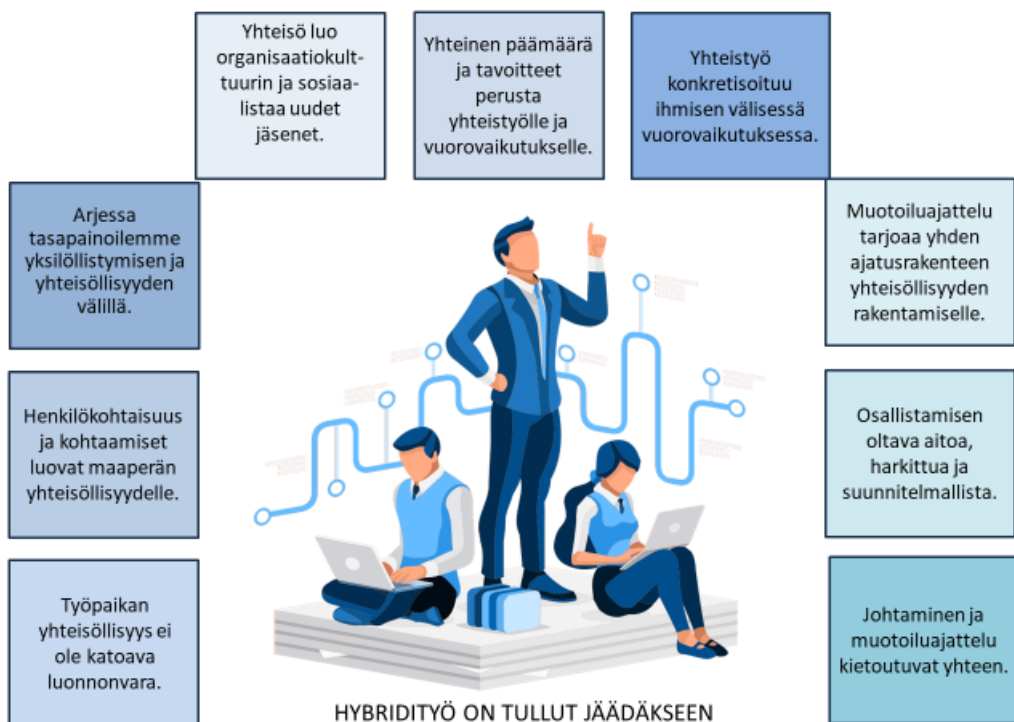 Yhteisö luo
organisaatiokult-
tuurin ja sosiaa-
listaa uudet
jäsenet.
Yhteinen päämäärä
ja tavoitteet
perusta
yhteistyölle ja
vuorovaikutukselle.
Yhteistyö
konkretisoituu
ihmisen välisessä
vuorovaikutuksessa.
Arjessa
tasapainoilemme
yksilöllistymisen ja
yhteisöllisyyden
välillä.
Muotoiluajattelu
tarjoaa yhden
ajatusrakenteen
yhteisöllisyyden
rakentamiselle.
Henkilökohtaisuus
ja kohtaamiset
luovat maaperän
yhteisöllisyydelle.
Osallistamisen
oltava aitoa,
harkittua ja
suunnitelmallista.
Työpaikan
yhteisöllisyys ei
ole katoava
luonnonvara.
Johtaminen ja
muotoiluajattelu
kietoutuvat yhteen.
HYBRIDITYÖ ON TULLUT JÄÄDÄKSEEN